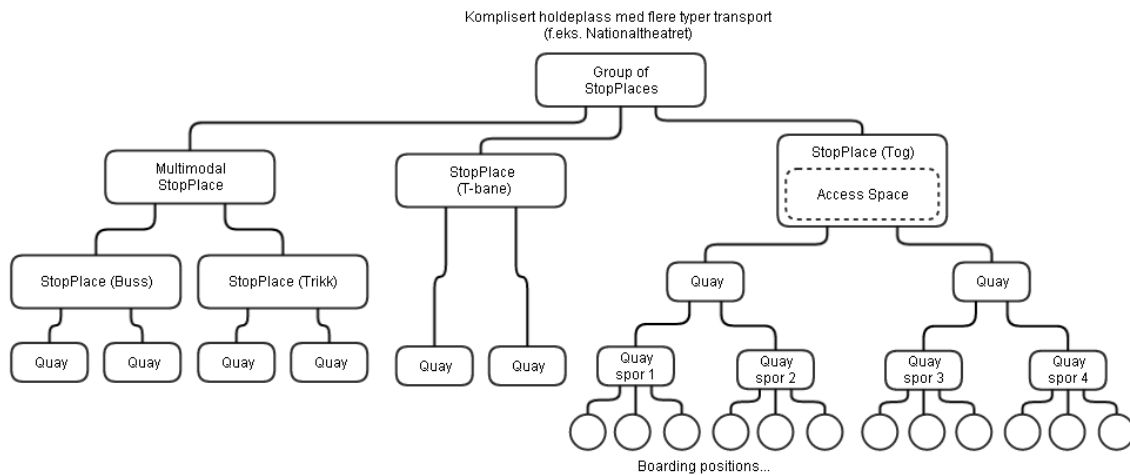 Komplisert holdeplass med flere typer transport
(f.eks. Nationaltheatret)
Group of
StopPlaces
Multimodal
StopPlace
StopPlace
(T-bane)
StopPlace (Tog)
Access Space
StopPlace (Buss)
StopPlace (Trikk)
Quay
Quay
Quay
Quay
Quay
Quay
Quay
Quay
Quay
spor 1
Quay
spor 2
Quay
spor 3
Quay
spor 4
Boarding positions...